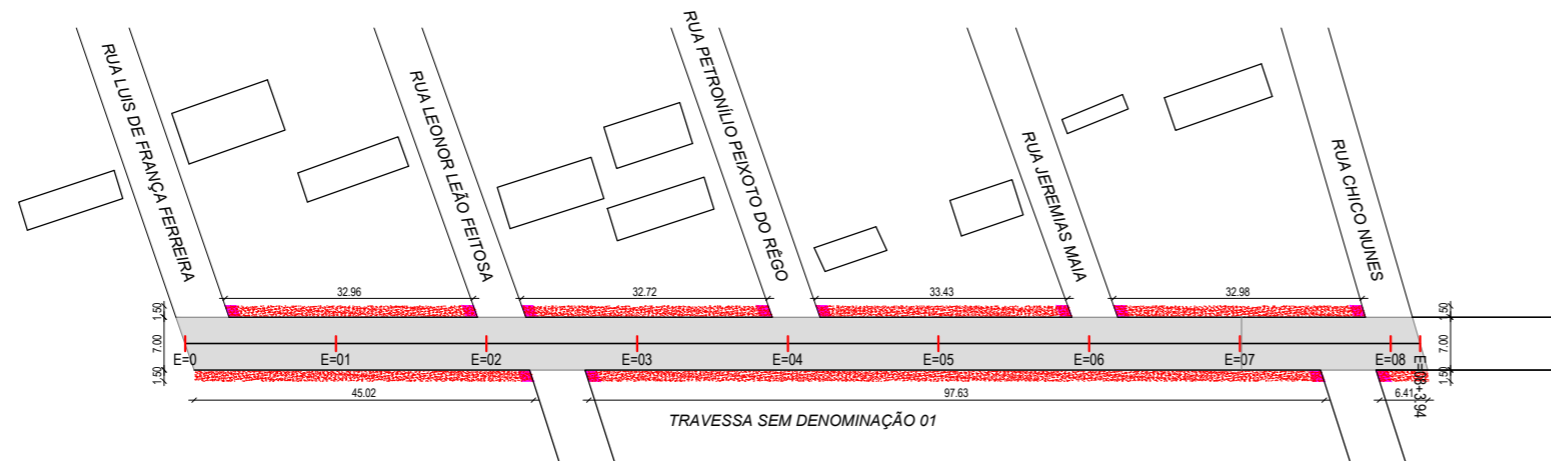 RUA LUIS DE FRANÇA FERREIRA
RUA LEONOR LEÃO FEITOSA
RUA PETRONÍLIO PEIXOTO DO RÊGO
RUA JEREMIAS MAIA
RUA CHICO NUNES
32.96
32.72
33.43
32.98
1.50
7.00
1.50
1.50
7.00
1.50
E=0
E=01
E=02
E=03
E=04
E=05
E=06
E=07
E=08
E=08+3.94
45.02
97.63
6.41
TRAVESSA SEM DENOMINAÇÃO 01